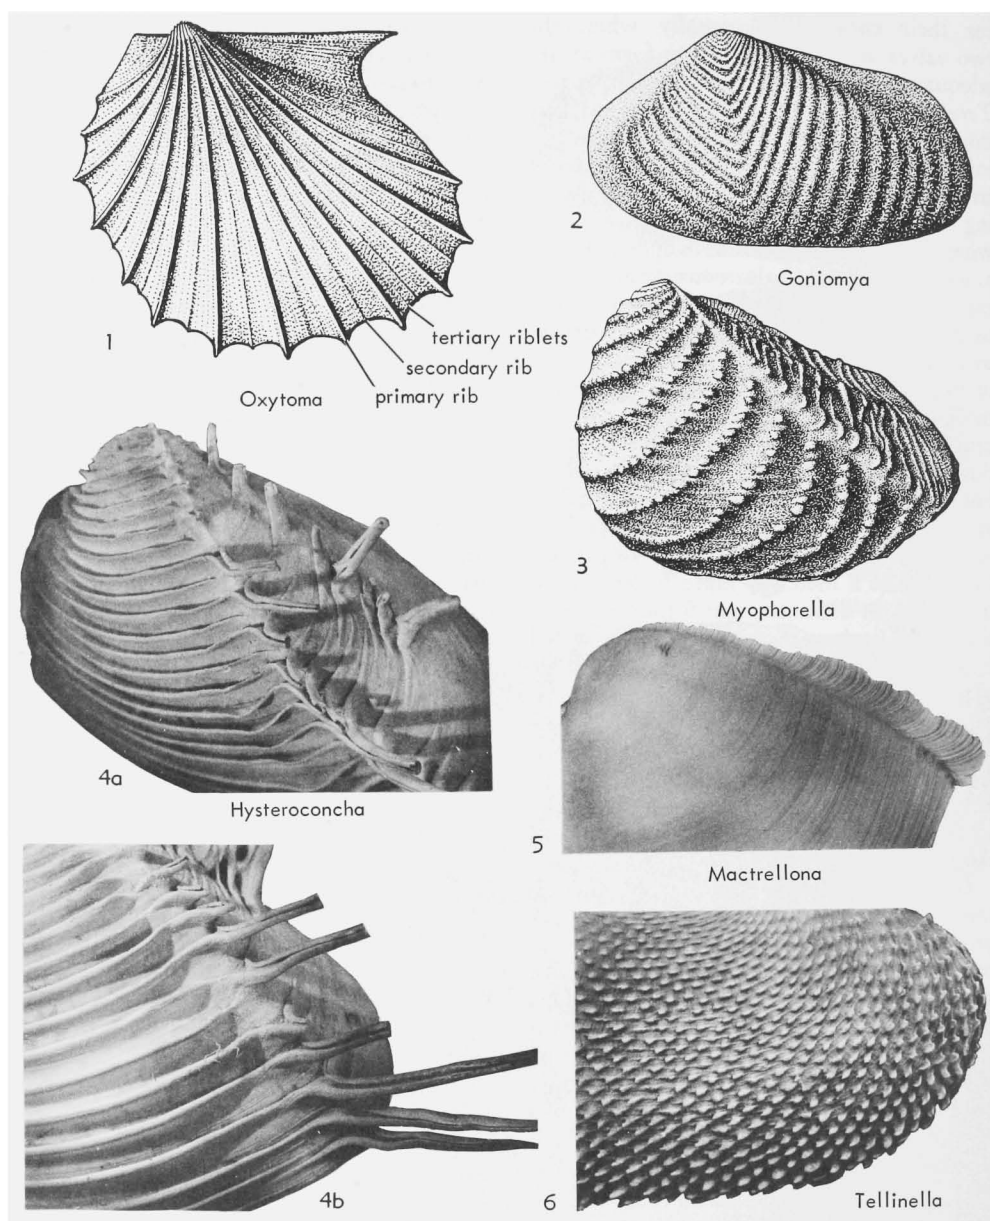 1
Oxytoma
tertiary riblets
secondary rib
primary rib
2
Goniomya
3
Myophorella
4a
Hysteroconcha
5
Mactrellona
4b
6
Tellinella